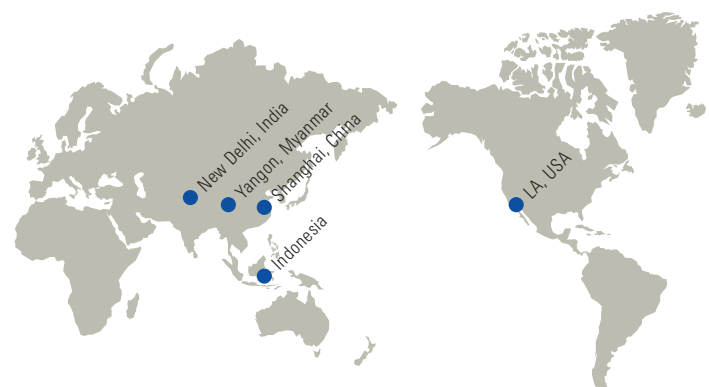 New Delhi, India
Yangon, Myanmar
Shanghai, China
Indonesia
LA, USA